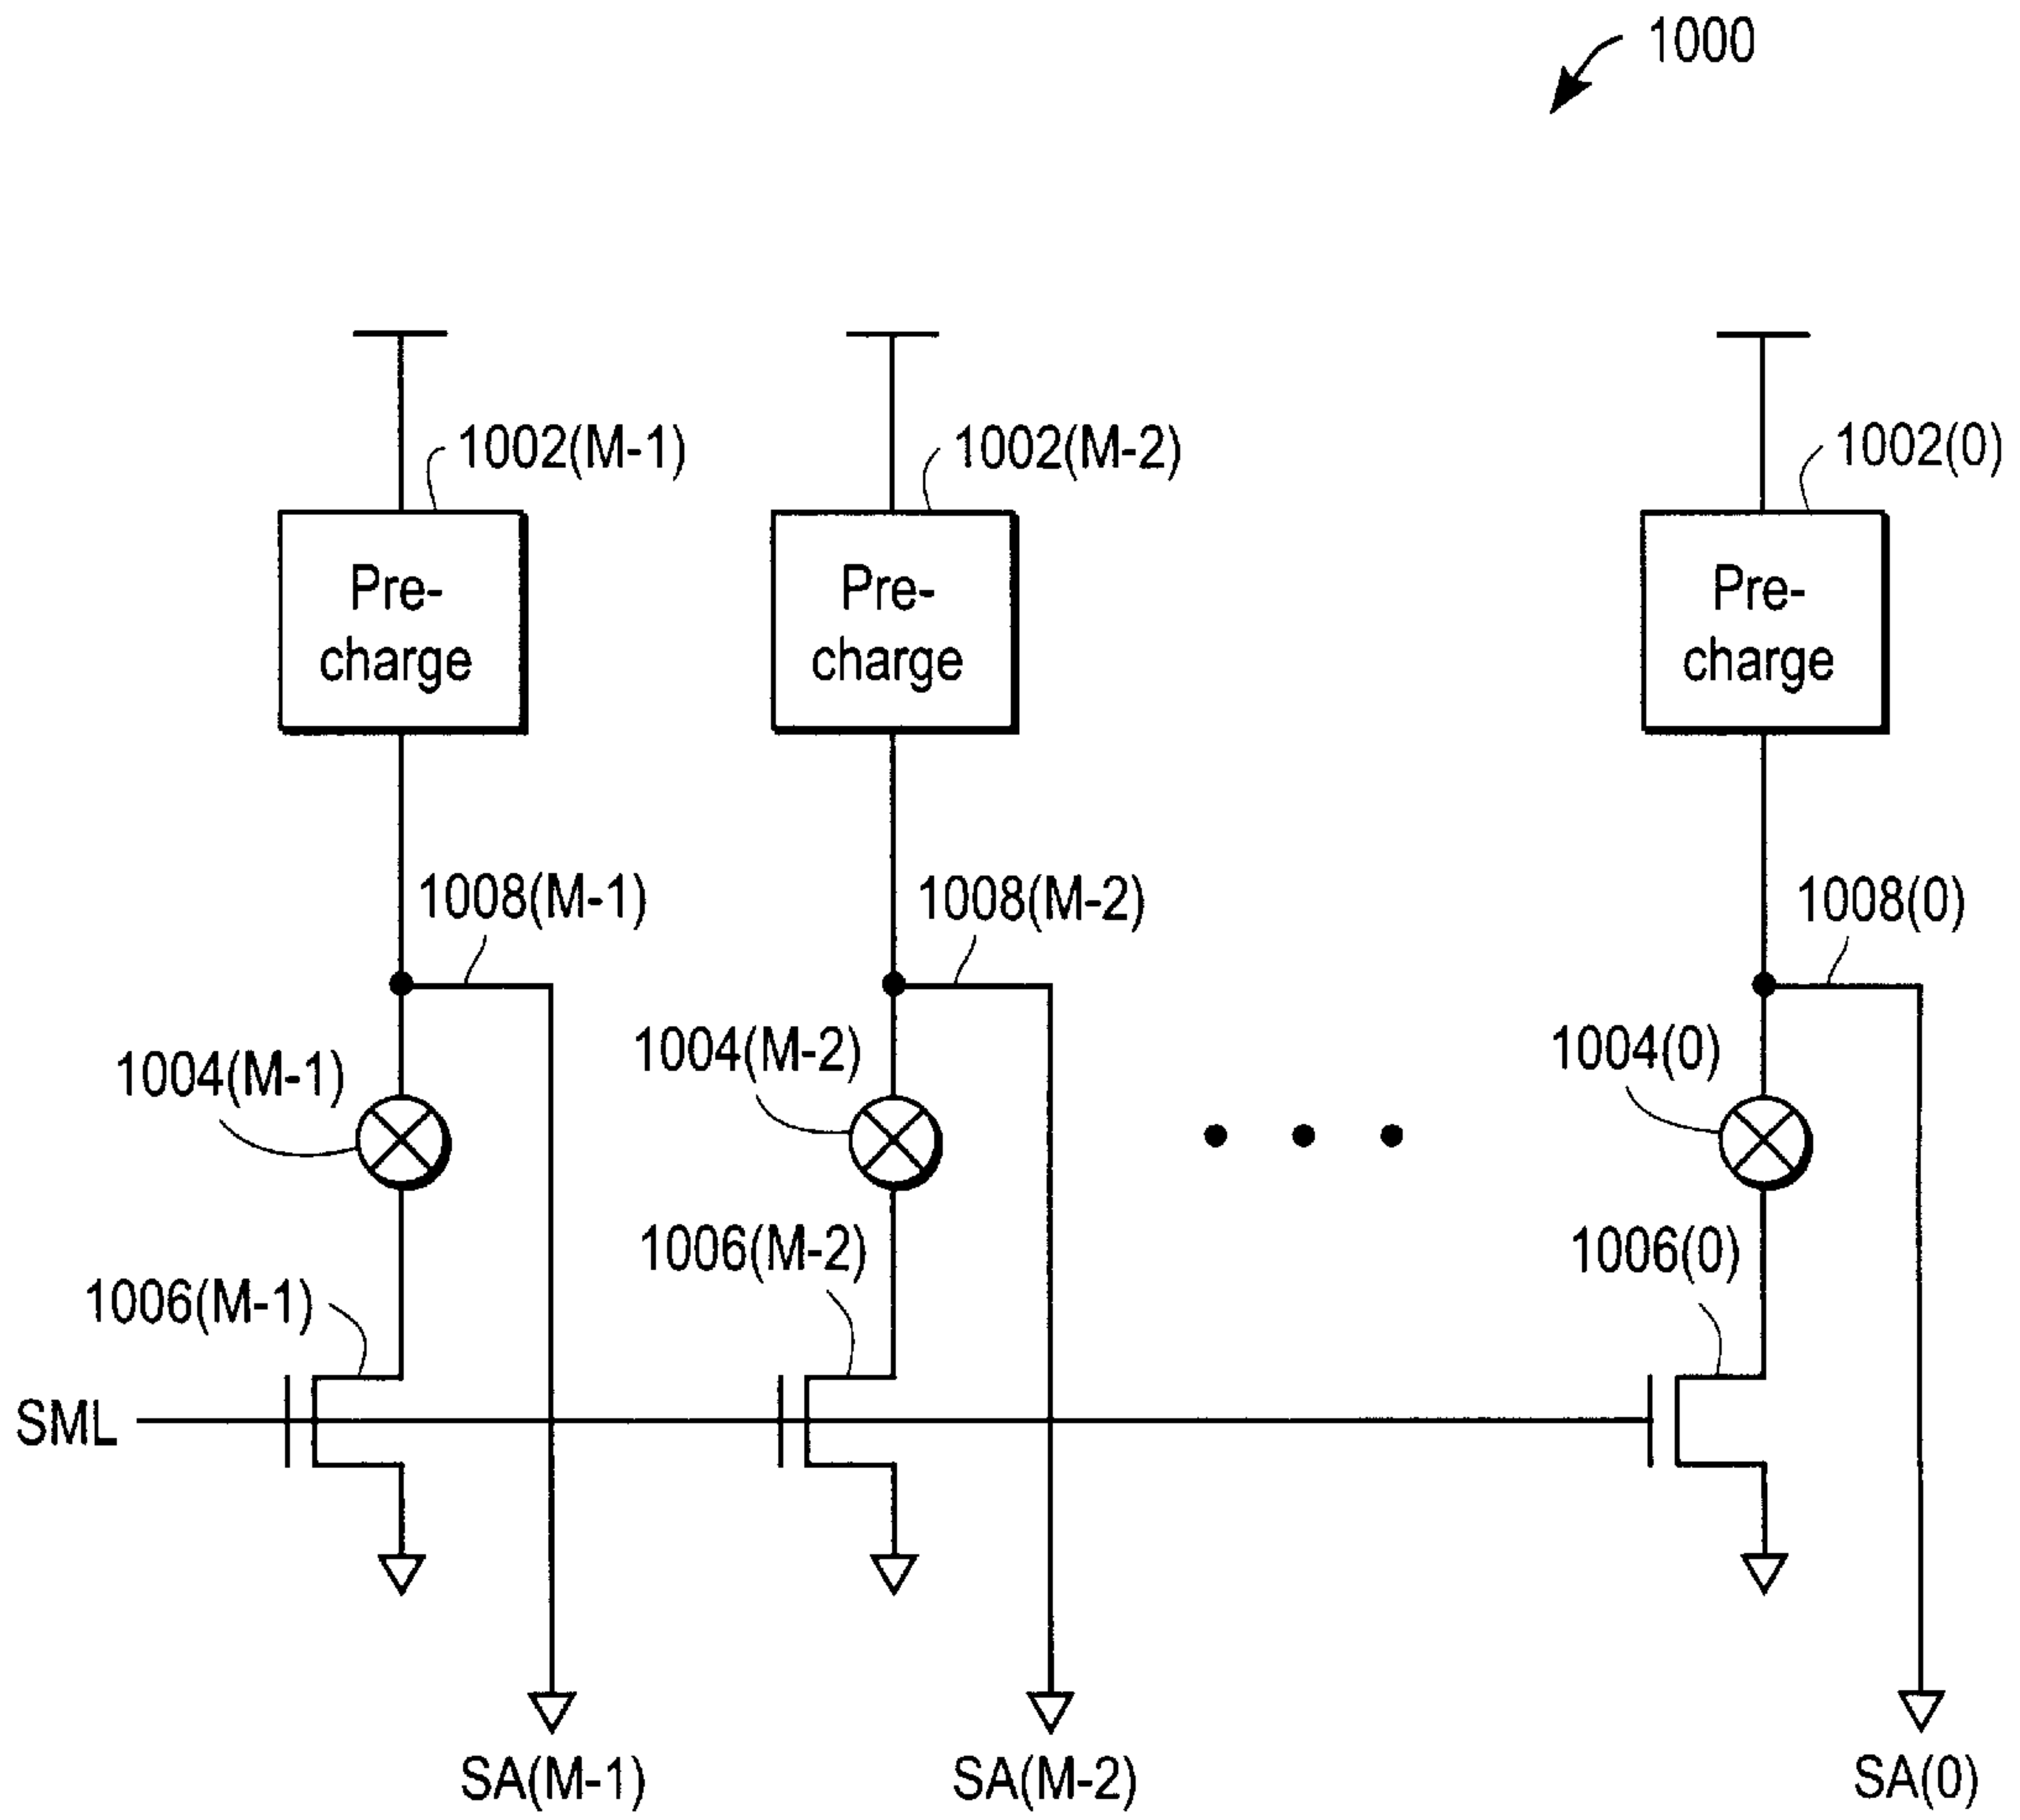 1000
1002(M-1)
1002(M-2)
1002(0)
Pre-
charge
Pre-
charge
Pre-
charge
1008(M-1)
1008(M-2)
1008(0)
1004(M-1)
1004(M-2)
1004(0)
1006(M-1)
1006(M-2)
1006(0)
SML
SA(M-1)
SA(M-2)
SA(0)